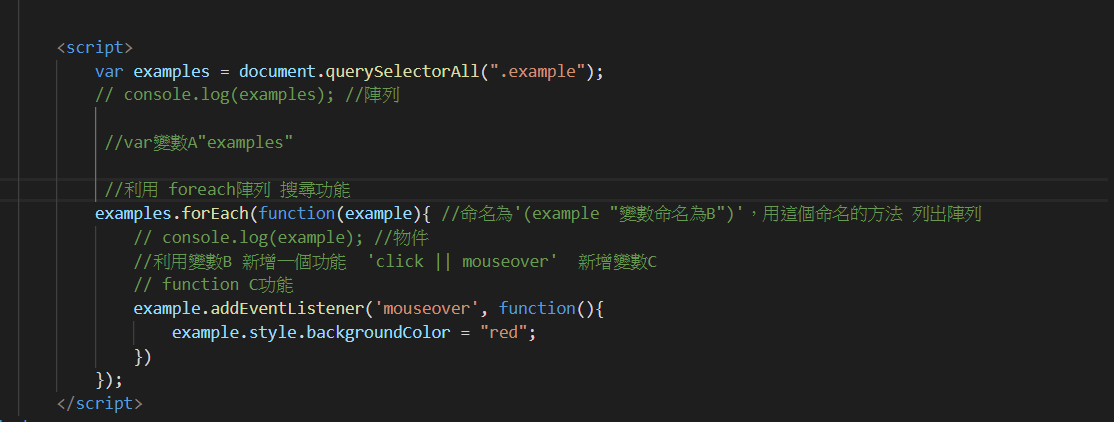 <script>
var examples = document.querySelectorAll(".example");
// console.log(examples); //陣列
//var變數A"examples"
//利用 foreach陣列 搜尋功能
examples.forEach(function(example){ //命名為'(example "變數命名為B")'，用這個命名的方法 列出陣列
// console.log(example); //物件
//利用變數B 新增一個功能  'click || mouseover'  新增變數C
// function C功能
example.addEventListener('mouseover', function(){
example.style.backgroundColor = "red";
})
});
</script>